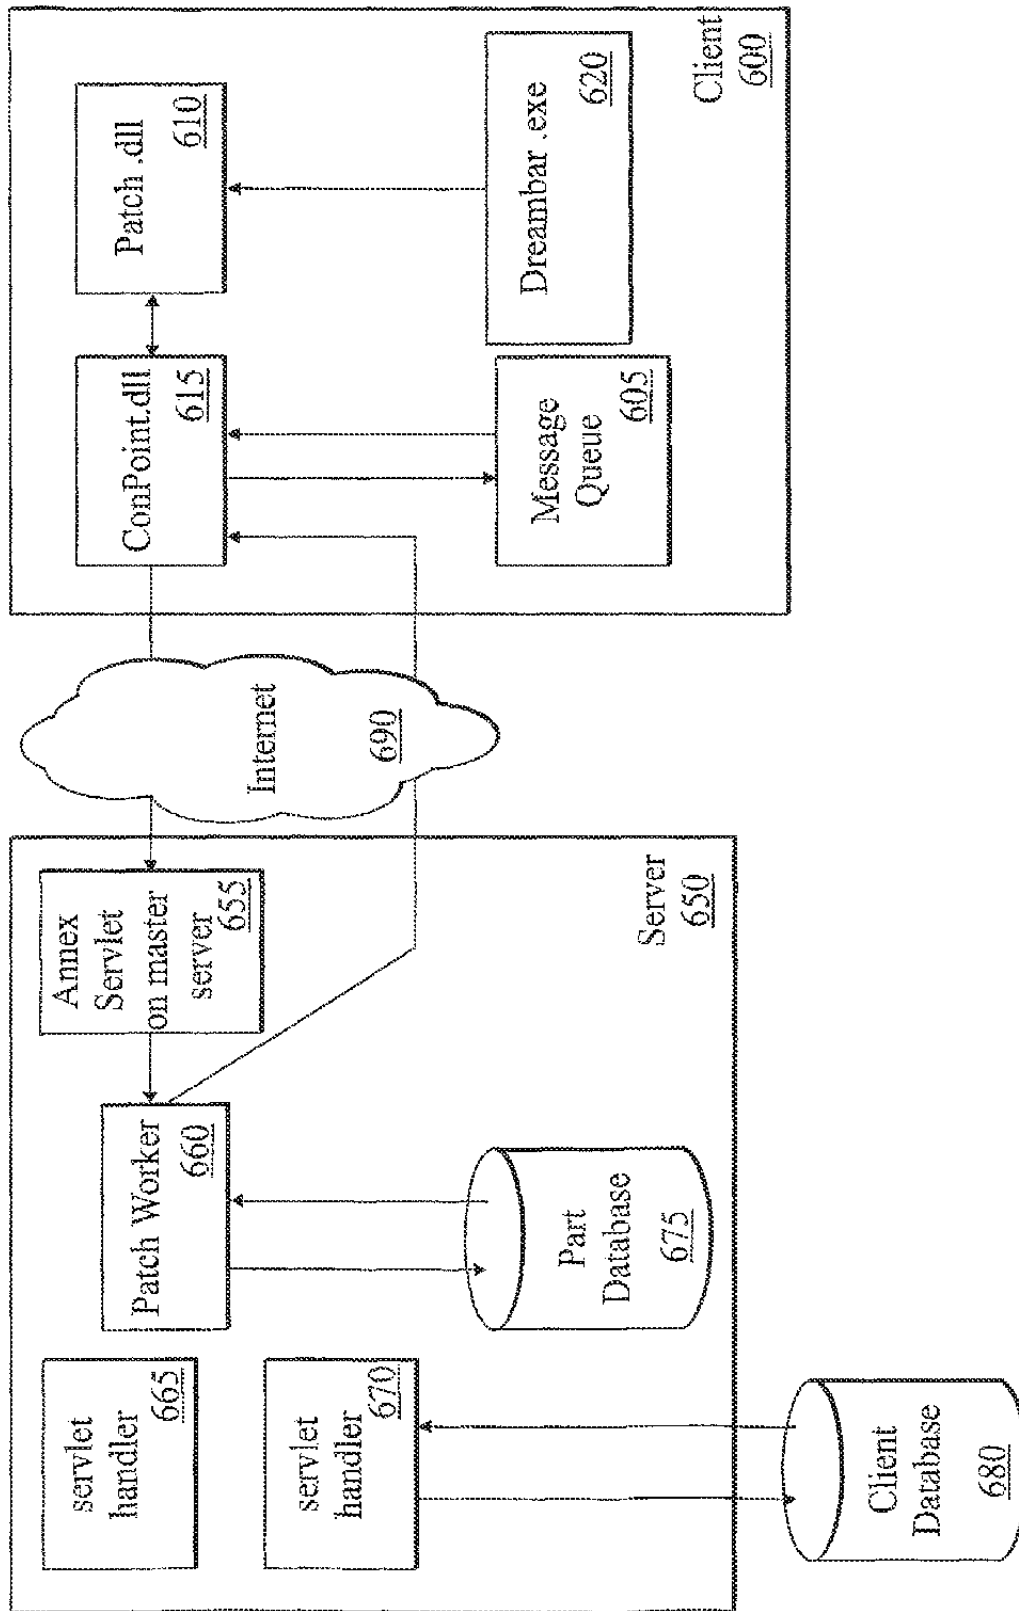 servlet
handler
665
servlet
handler
670
Patch Worker
660
Annex
Servlet
on master
server
655
Part
Database
675
Server
650
Client
Database
680
Internet
690
ConPoint.dll
615
Patch .dll
610
Message
Queue
605
Dreambar .exe
620
Client
600